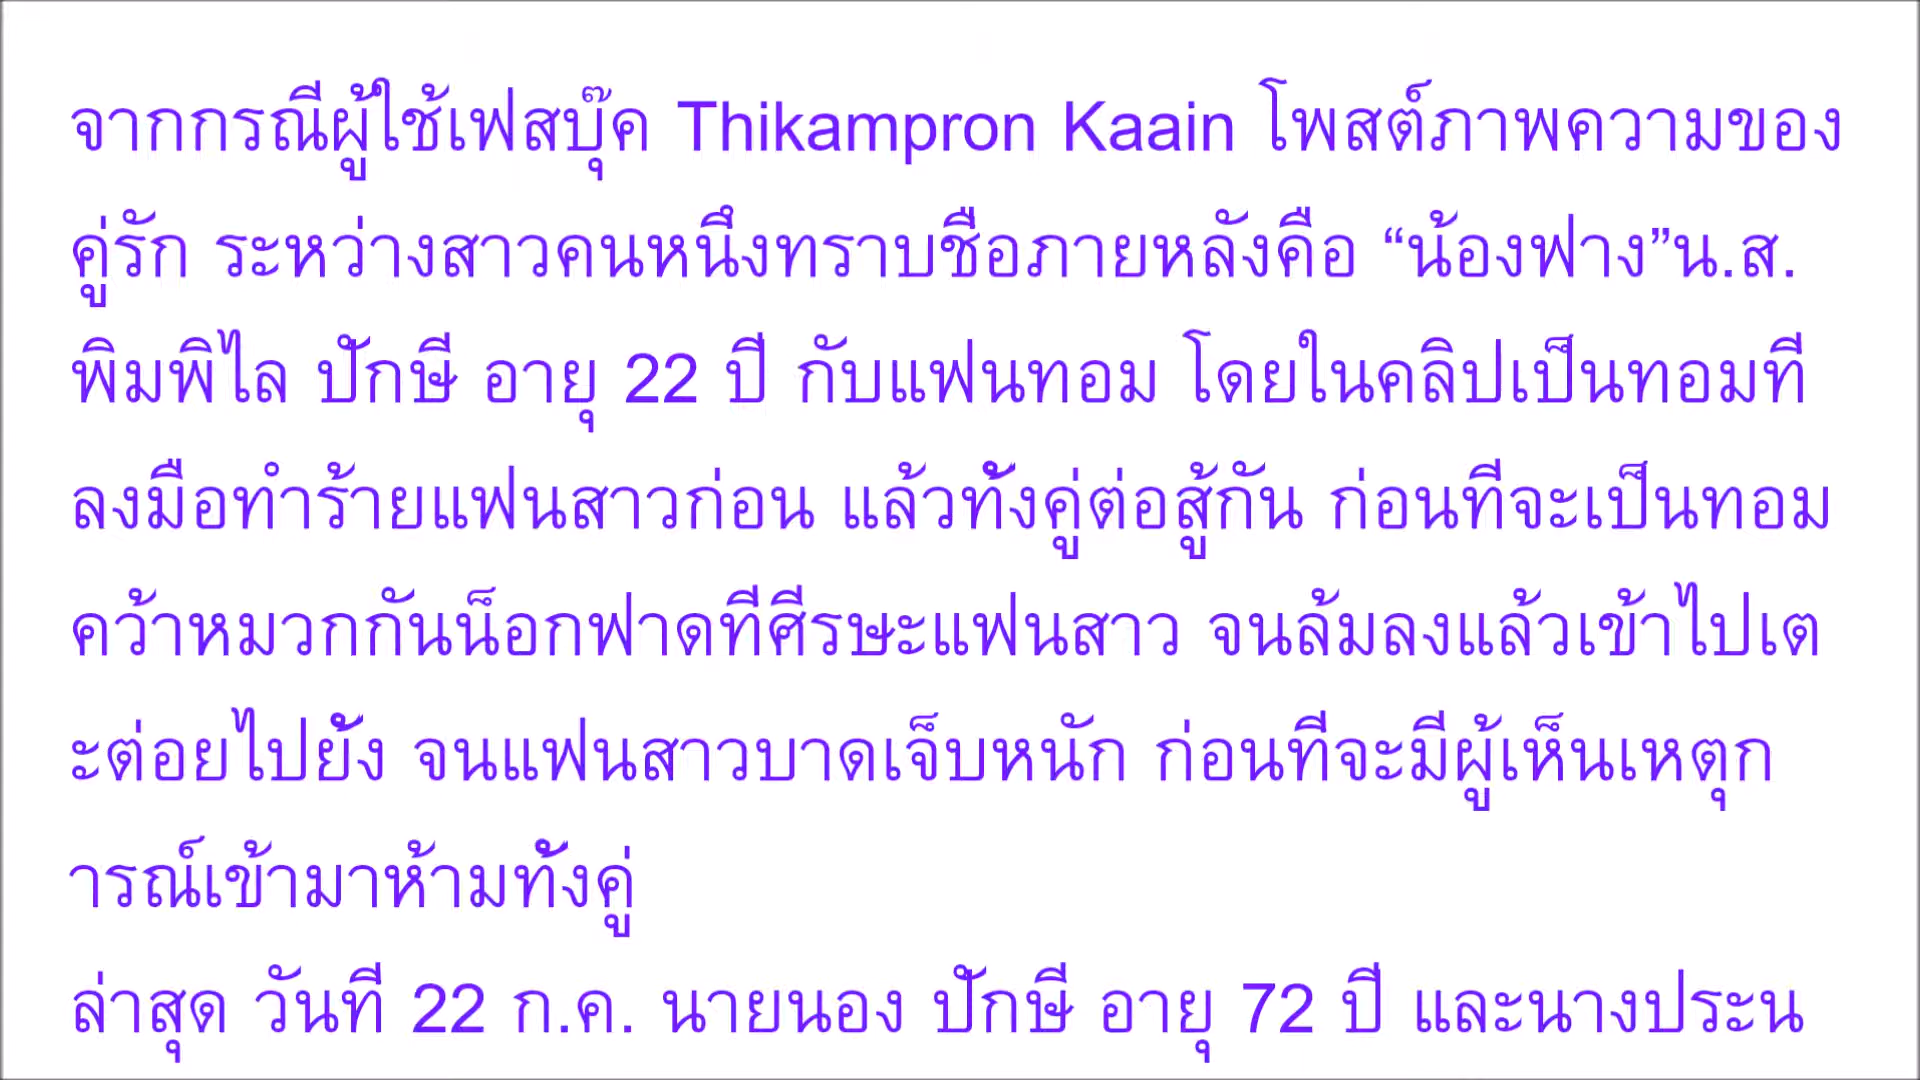 จากกรณีผู้ใช้เฟสบุ๊ค Thikampron Kaain โพสต์ภาพความของ
คู่รัก ระหว่างสาวคนหนึ่งทราบชื่อภายหลังคือ “น้องฟาง”น.ส.
พิมพิไล ปักษี อายุ 22 ปี กับแฟนทอม โดยในคลิปเป็นทอมที่
ลงมือทำร้ายแฟนสาวก่อน แล้วทั้งคู่ต่อสู้กัน ก่อนที่จะเป็นทอม
คว้าหมวกกันน็อกฟาดที่ศีรษะแฟนสาว จนล้มลงแล้วเข้าไปเต
ะต่อยไปยั้ง จนแฟนสาวบาดเจ็บหนัก ก่อนที่จะมีผู้เห็นเหตุก
ารณ์เข้ามาห้ามทั้งคู่
ล่าสุด วันที่ 22 ก.ค. นายนอง ปักษี อายุ 72 ปี และนางประน